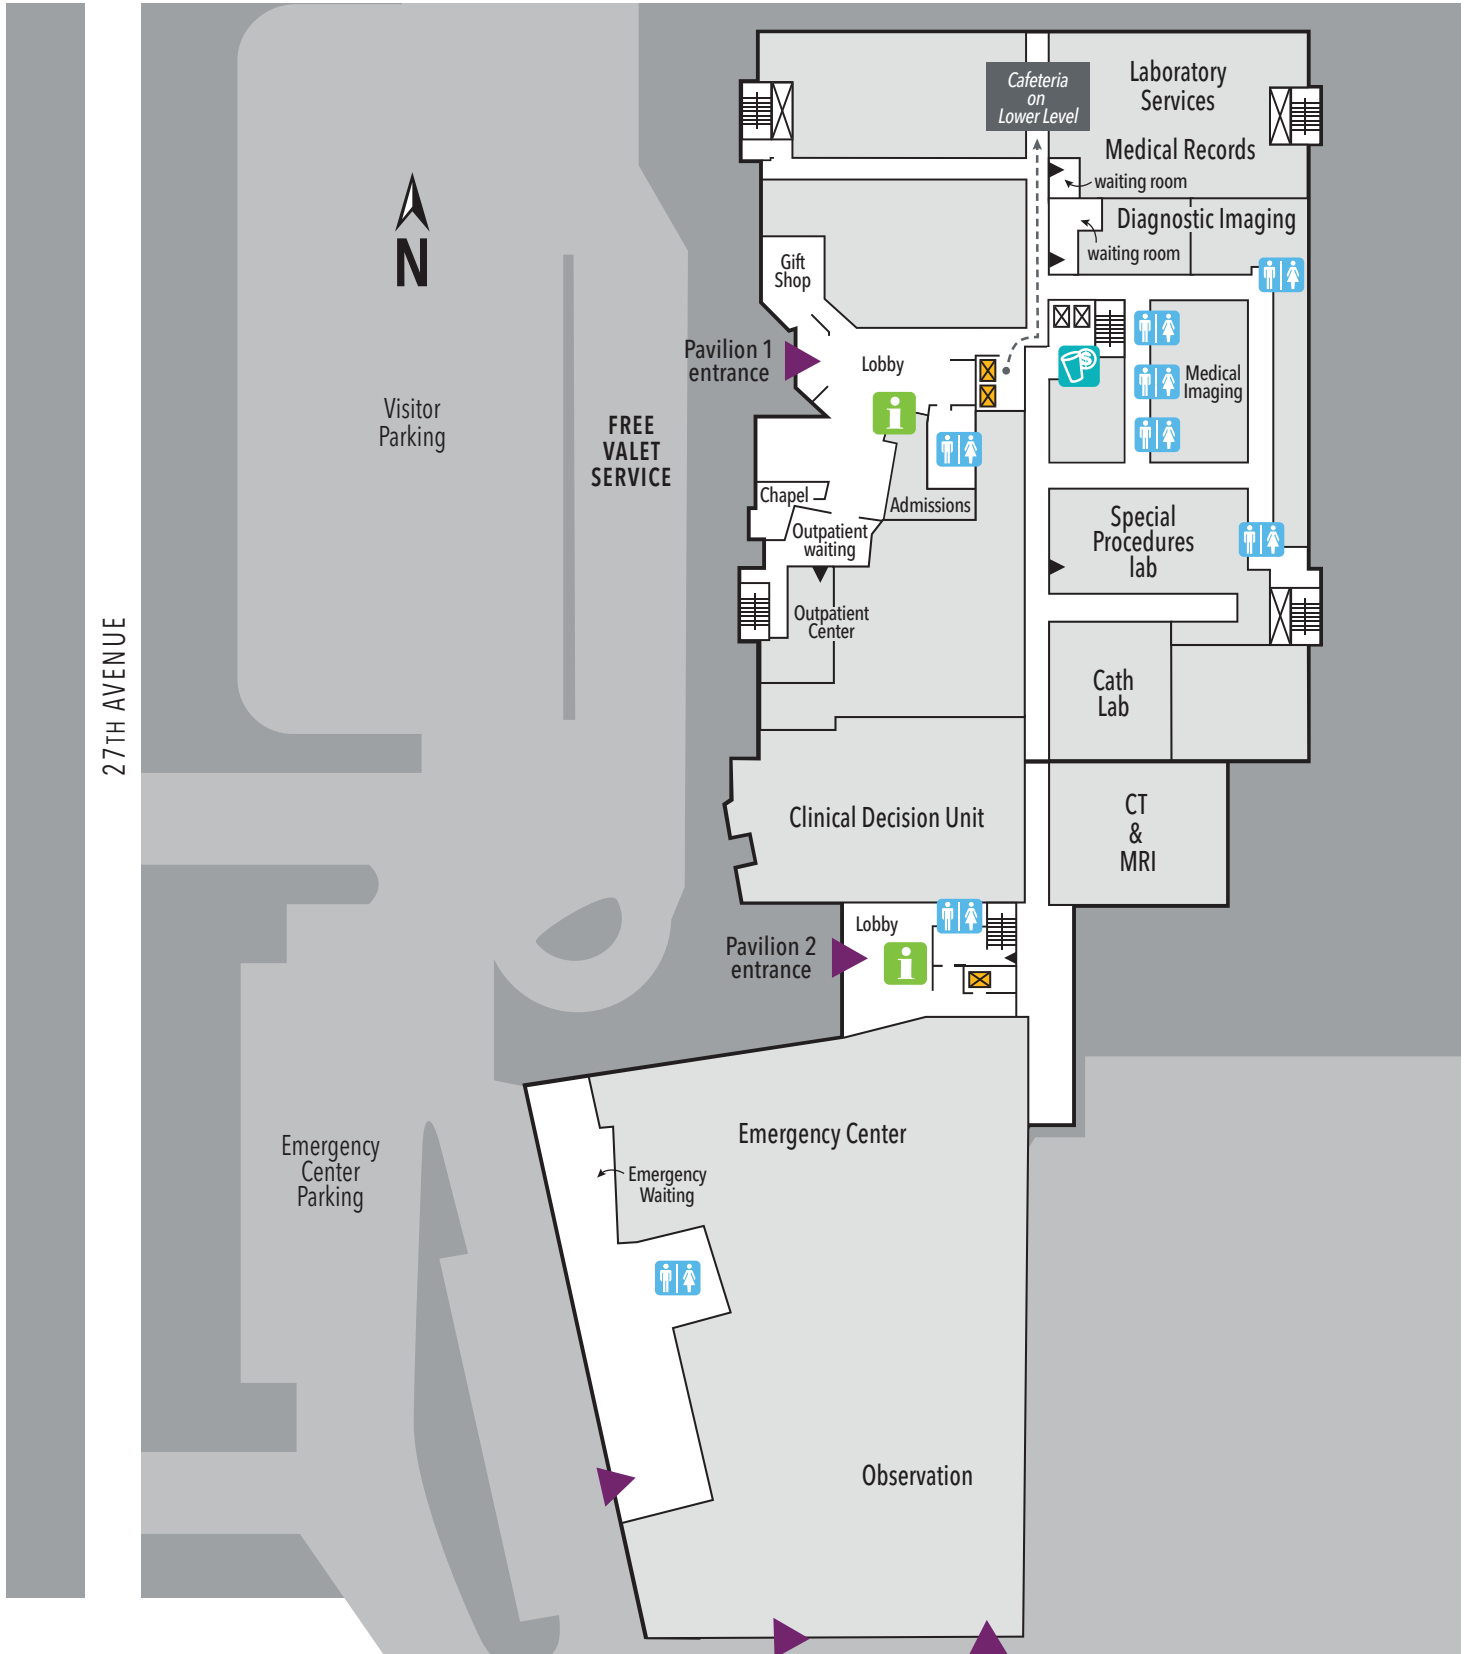 Cafeteria
on
Lower Level
Laboratory
Services
Medical Records
waiting room
Diagnostic Imaging
waiting room
N
Gift
Shop
Pavilion 1
entrance
Lobby
i
$
Medical
Imaging
Visitor
Parking
FREE
VALET
SERVICE
Chapel
Admissions
Outpatient
waiting
Special
Procedures
lab
Outpatient
Center
27TH AVENUE
Cath
Lab
Clinical Decision Unit
CT
&
MRI
Lobby
Pavilion 2
entrance
i
Emergency Center
Emergency
Center
Parking
Emergency
Waiting
Observation